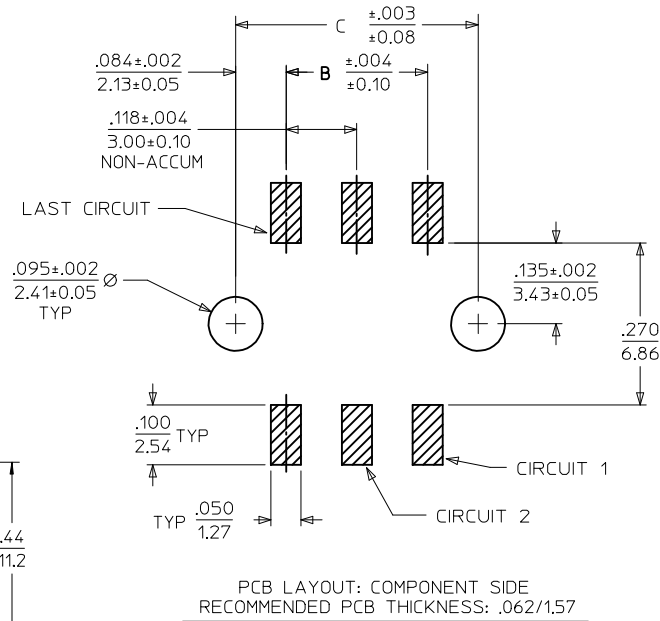 C ±.003
±0.08
.084±.002
2.13±0.05
B ±.004
±0.10
.118±.004
3.00±0.10
NON-ACCUM
LAST CIRCUIT
.095±.002
2.41±0.05 Ø
TYP
.135±.002
3.43±0.05
.270
6.86
.100
2.54 TYP
CIRCUIT 1
TYP .050
1.27
CIRCUIT 2
.44
11.2
PCB LAYOUT: COMPONENT SIDE
RECOMMENDED PCB THICKNESS: .062/1.57